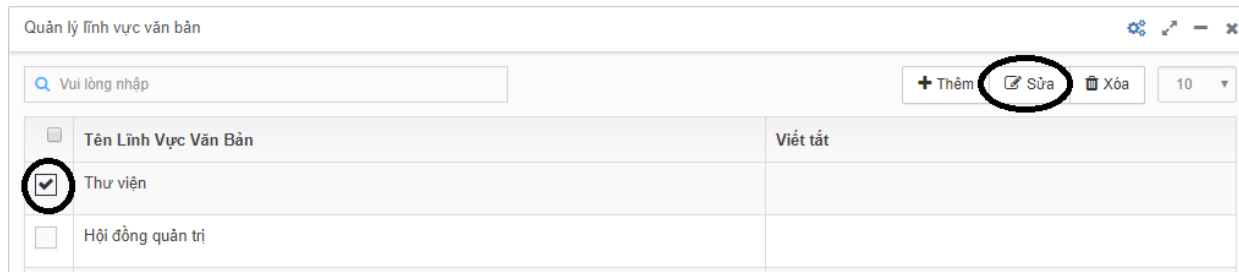 Quản lý lĩnh vực văn bản
Vui lòng nhập
Thêm Sửa Xóa 10
Tên Lĩnh Vực Văn Bản Viết tắt
Thư viện
Hội đồng quản trị